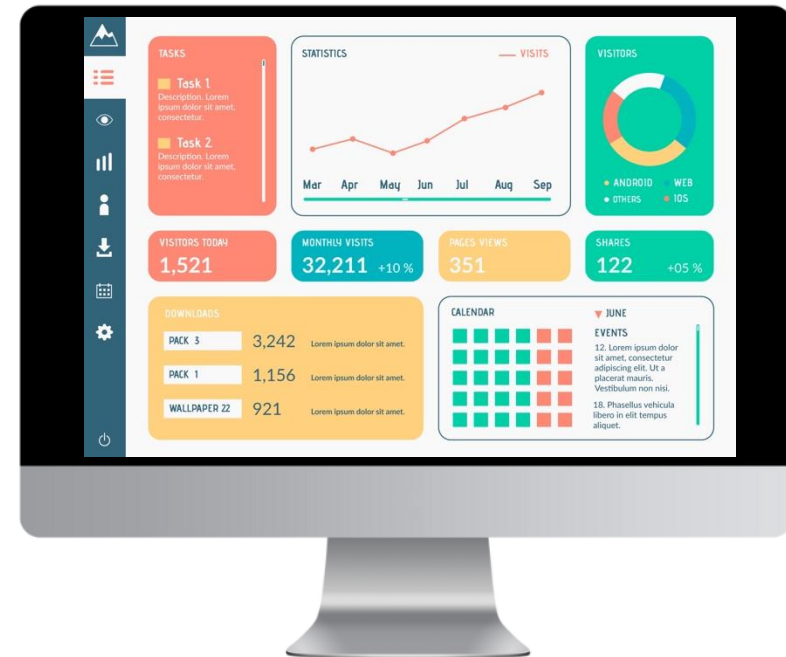 TASKS
Task 1
Description. Lorem
ipsum dolor sit amet,
consectetur.
Task 2
Description. Lorem
ipsum dolor sit amet,
consectetur.
STATISTICS
VISITS
Mar Apr May Jun Jul Aug Sep
VISITORS
ANDROID WEB
OTHERS IOS
VISITORS TODAY
1,521
MONTHLY VISITS
32,211 +10 %
PAGES VIEWS
351
SHARES
122 +05 %
DOWNLOADS
PACK 3 3,242 Lorem ipsum dolor sit amet.
PACK 1 1,156 Lorem ipsum dolor sit amet.
WALLPAPER 22 921 Lorem ipsum dolor sit amet.
CALENDAR
JUNE
EVENTS
12. Lorem ipsum dolor
sit amet, consectetur
adipiscing elit. Ut a
placerat mauris.
Vestibulum non nisi.
18. Phasellus vehicula
libero in elit tempus
aliquet.